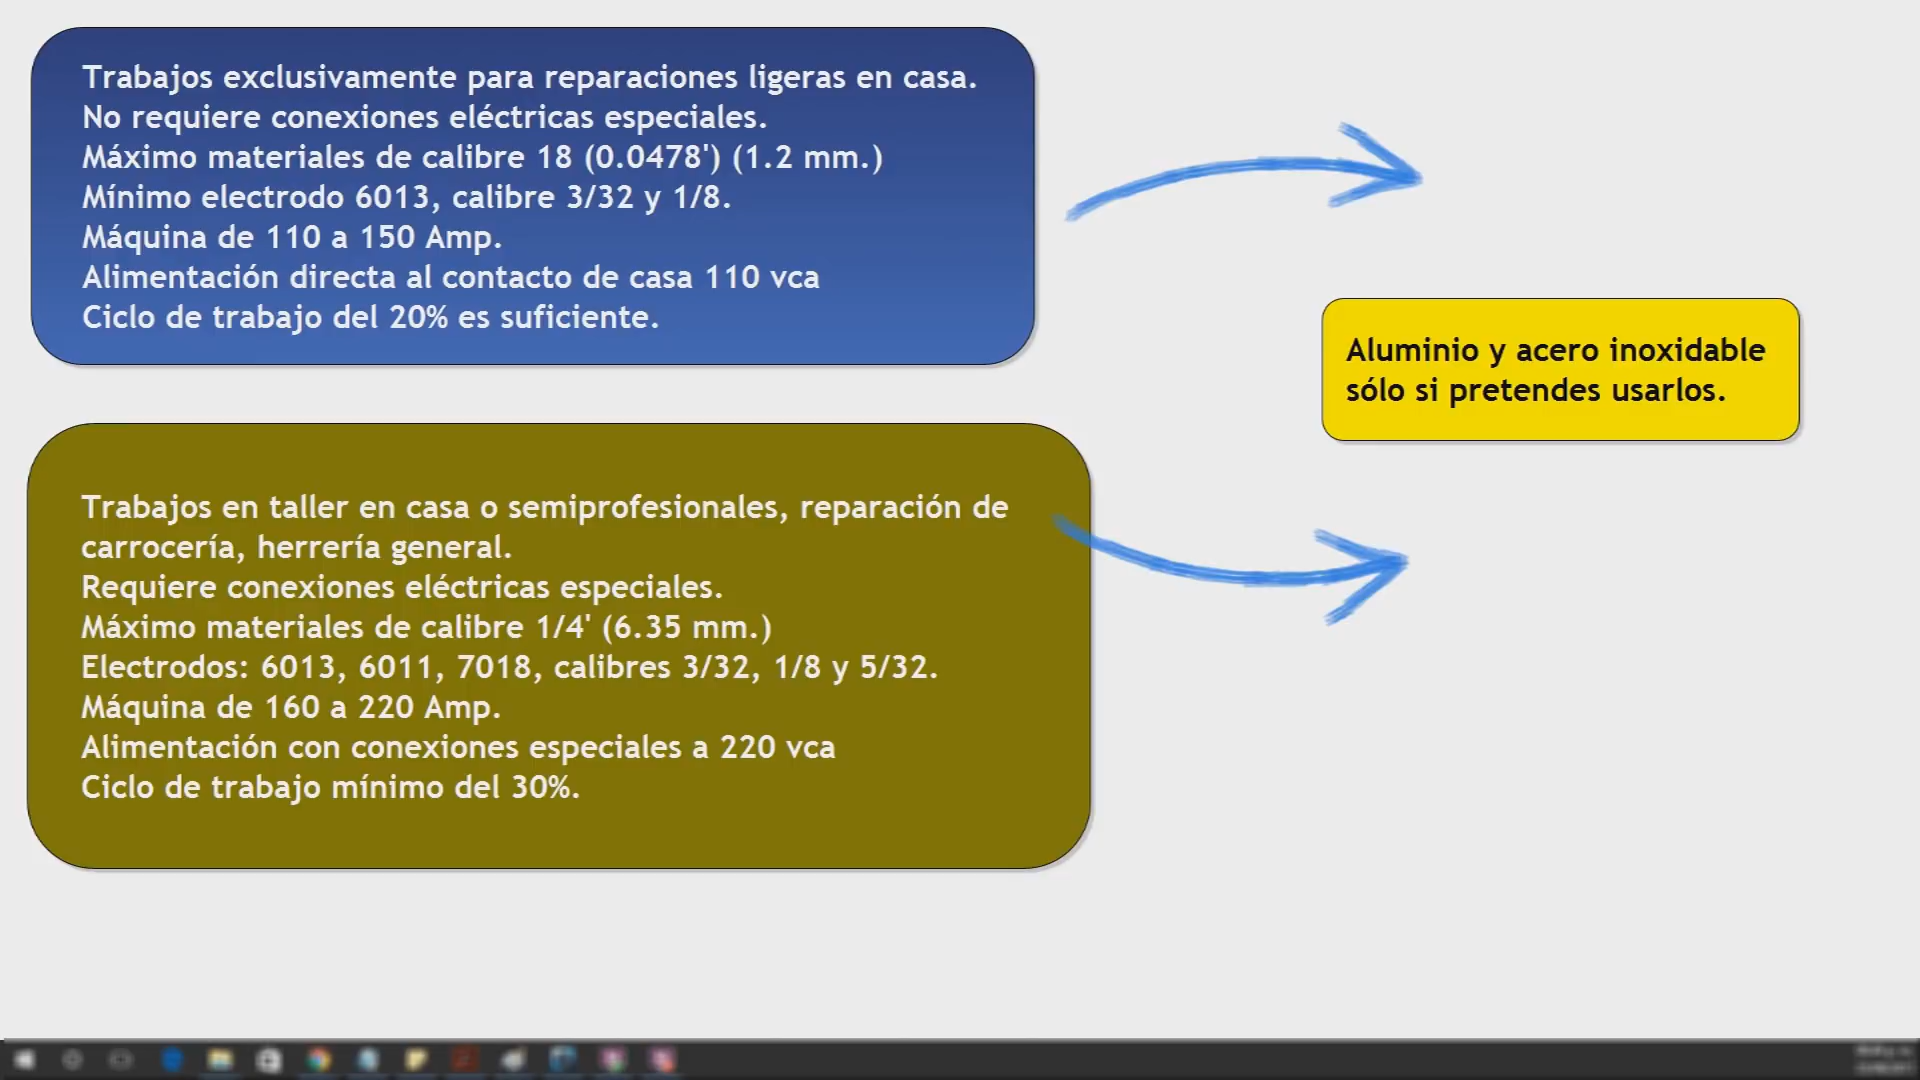 Trabajos exclusivamente para reparaciones ligeras en casa.
No requiere conexiones eléctricas especiales.
Máximo materiales de calibre 18 (0.0478') (1.2 mm.)
Mínimo electrodo 6013, calibre 3/32 y 1/8.
Máquina de 110 a 150 Amp.
Alimentación directa al contacto de casa 110 vca
Ciclo de trabajo del 20% es suficiente.
Aluminio y acero inoxidable
sólo si pretendes usarlos.
Trabajos en taller en casa o semiprofesionales, reparación de
carrocería, herrería general.
Requiere conexiones eléctricas especiales.
Máximo materiales de calibre 1/4' (6.35 mm.)
Electrodos: 6013, 6011, 7018, calibres 3/32, 1/8 y 5/32.
Máquina de 160 a 220 Amp.
Alimentación con conexiones especiales a 220 vca
Ciclo de trabajo mínimo del 30%.